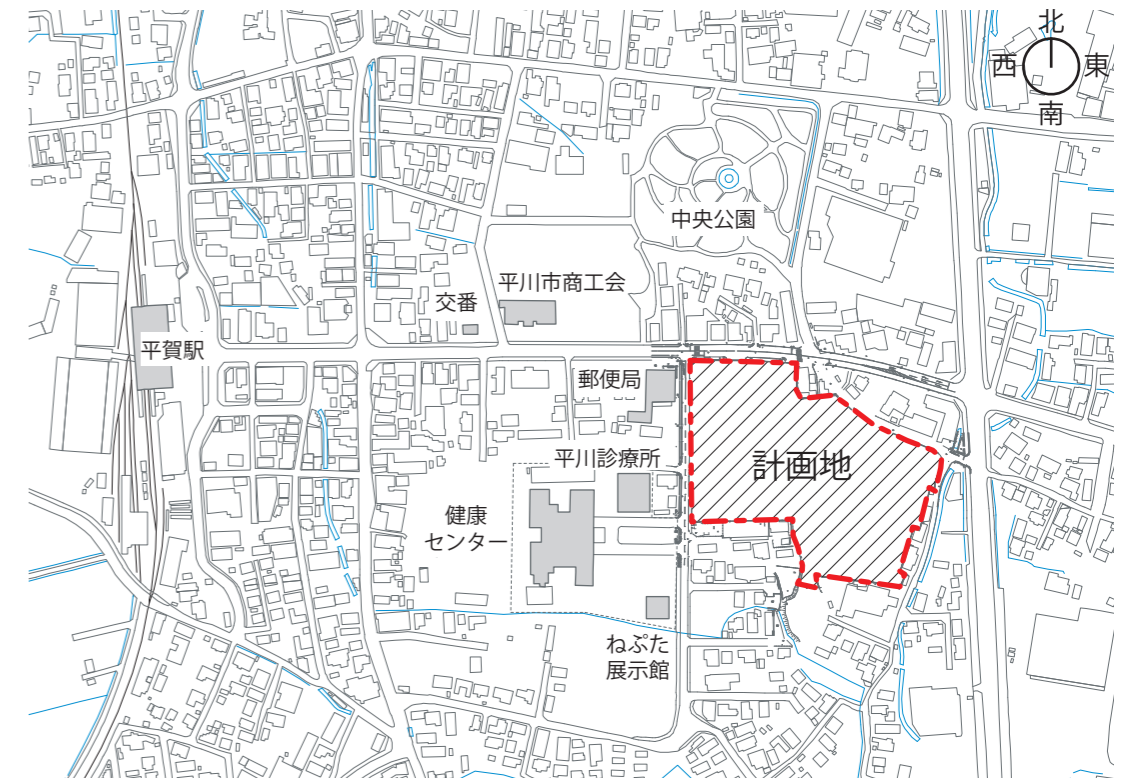 北
西
東
南
中央公園
平川市商工会
交番
平賀駅
郵便局
平川診療所
計画地
健康
センター
ねぷた
展示館